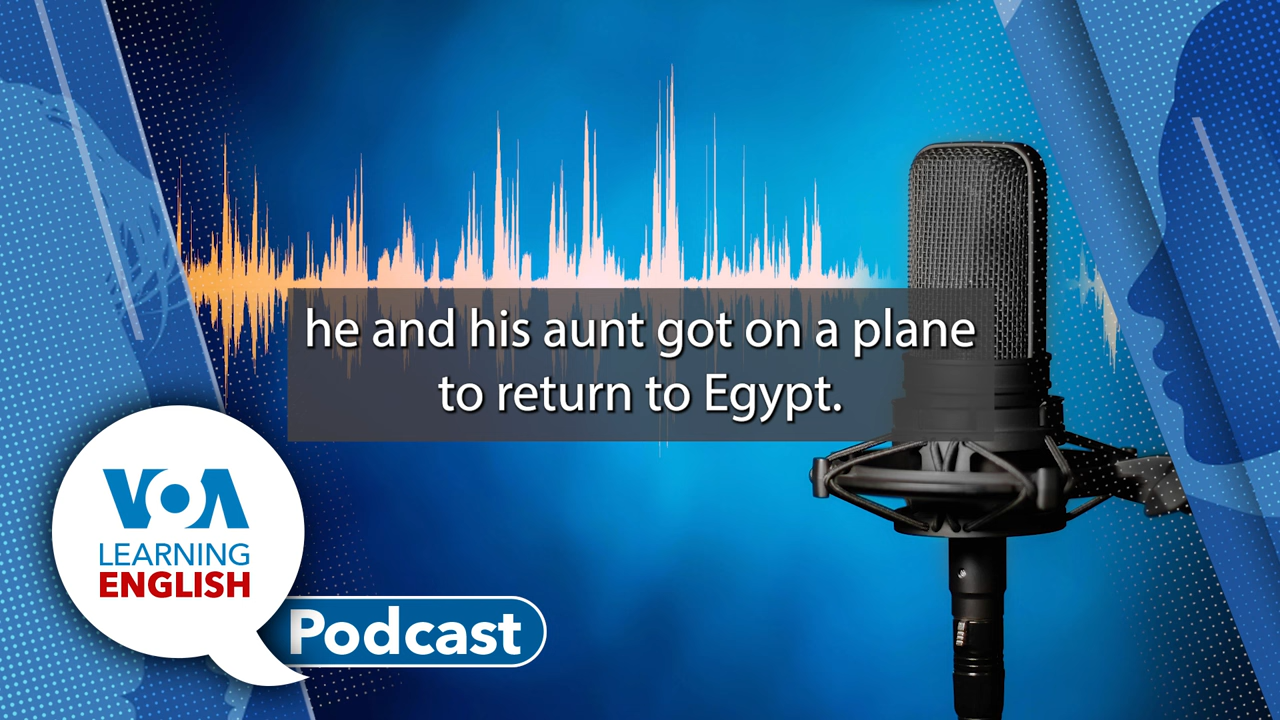 he and his aunt got on a plane
to return to Egypt.
VOA
LEARNING
ENGLISH
Podcast